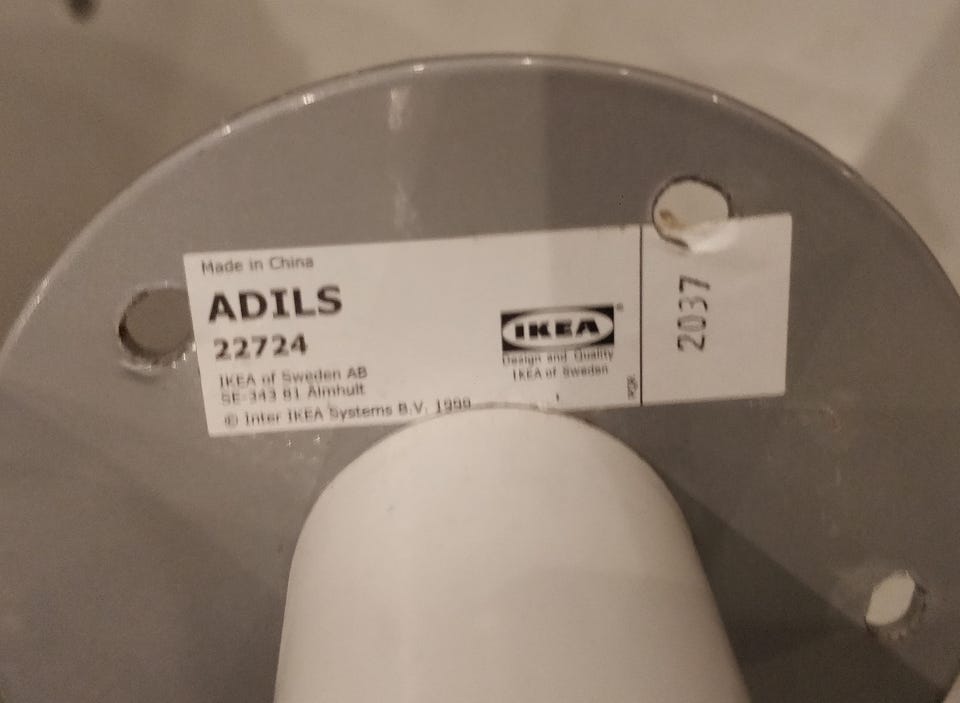 Made in China
ADILS
22724
IKEA of Sweden AB
SE-343 81 Älmhult
© Inter IKEA Systems B.V. 1999
IKEA®
Design and Quality
IKEA of Sweden
2037